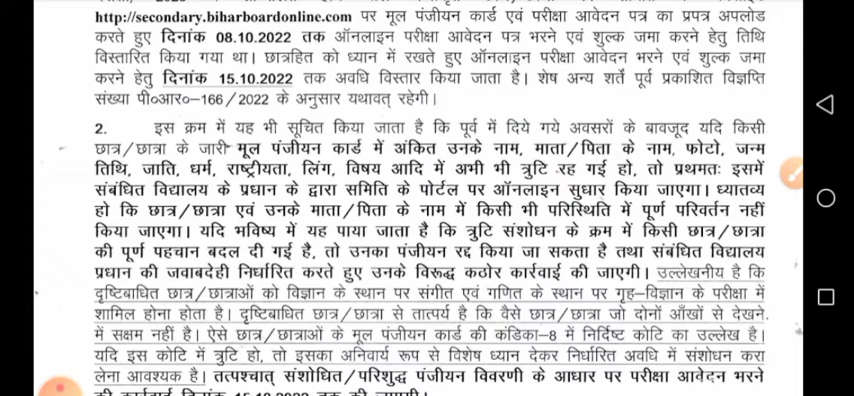 http://secondary.biharboardonline.com पर मूल पंजीयन कार्ड एवं परीक्षा आवेदन पत्र का प्रपत्र अपलोड
करते हुए दिनांक 08.10.2022 तक ऑनलाइन परीक्षा आवेदन पत्र भरने एवं शुल्क जमा करने हेतु तिथि
विस्तारित किया गया था। छात्रहित को ध्यान में रखते हुए ऑनलाइन परीक्षा आवेदन भरने एवं शुल्क जमा
करने हेतु दिनांक 15.10.2022 तक अवधि विस्तार किया जाता है। शेष अन्य शर्तें पूर्व प्रकाशित विज्ञप्ति
संख्या पी०आर०-166/2022 के अनुसार यथावत् रहेगी।
2. इस क्रम में यह भी सूचित किया जाता है कि पूर्व में दिये गये अवसरों के बावजूद यदि किसी
छात्र/छात्रा के जारी मूल पंजीयन कार्ड में अंकित उनके नाम, माता/पिता के नाम, फोटो, जन्म
तिथि, जाति, धर्म, राष्ट्रीयता, लिंग, विषय आदि में अभी भी त्रुटि रह गई हो, तो प्रथमतः इसमें
संबंधित विद्यालय के प्रधान के द्वारा समिति के पोर्टल पर ऑनलाइन सुधार किया जाएगा। ध्यातव्य
हो कि छात्र/छात्रा एवं उनके माता/पिता के नाम में किसी भी परिस्थिति में पूर्ण परिवर्तन नहीं
किया जाएगा। यदि भविष्य में यह पाया जाता है कि त्रुटि संशोधन के क्रम में किसी छात्र/छात्रा
की पूर्ण पहचान बदल दी गई है, तो उनका पंजीयन रद्द किया जा सकता है तथा संबंधित विद्यालय
प्रधान की जवाबदेही निर्धारित करते हुए उनके विरूद्ध कठोर कार्रवाई की जाएगी। उल्लेखनीय है कि
दृष्टिबाधित छात्र/छात्राओं को विज्ञान के स्थान पर संगीत एवं गणित के स्थान पर गृह-विज्ञान के परीक्षा में
शामिल होना होता है। दृष्टिबाधित छात्र/छात्रा से तात्पर्य है कि वैसे छात्र/छात्रा जो दोनों आँखों से देखने
में सक्षम नहीं है। ऐसे छात्र/छात्राओं के मूल पंजीयन कार्ड की कंडिका-8 में निर्दिष्ट कोटि का उल्लेख है।
यदि इस कोटि में त्रुटि हो, तो इसका अनिवार्य रूप से विशेष ध्यान देकर निर्धारित अवधि में संशोधन करा
लेना आवश्यक है। तत्पश्चात् संशोधित/परिशुद्ध पंजीयन विवरणी के आधार पर परीक्षा आवेदन भरने
की कार्रवाई दिनांक 15.10.2022 तक की जाएगी।